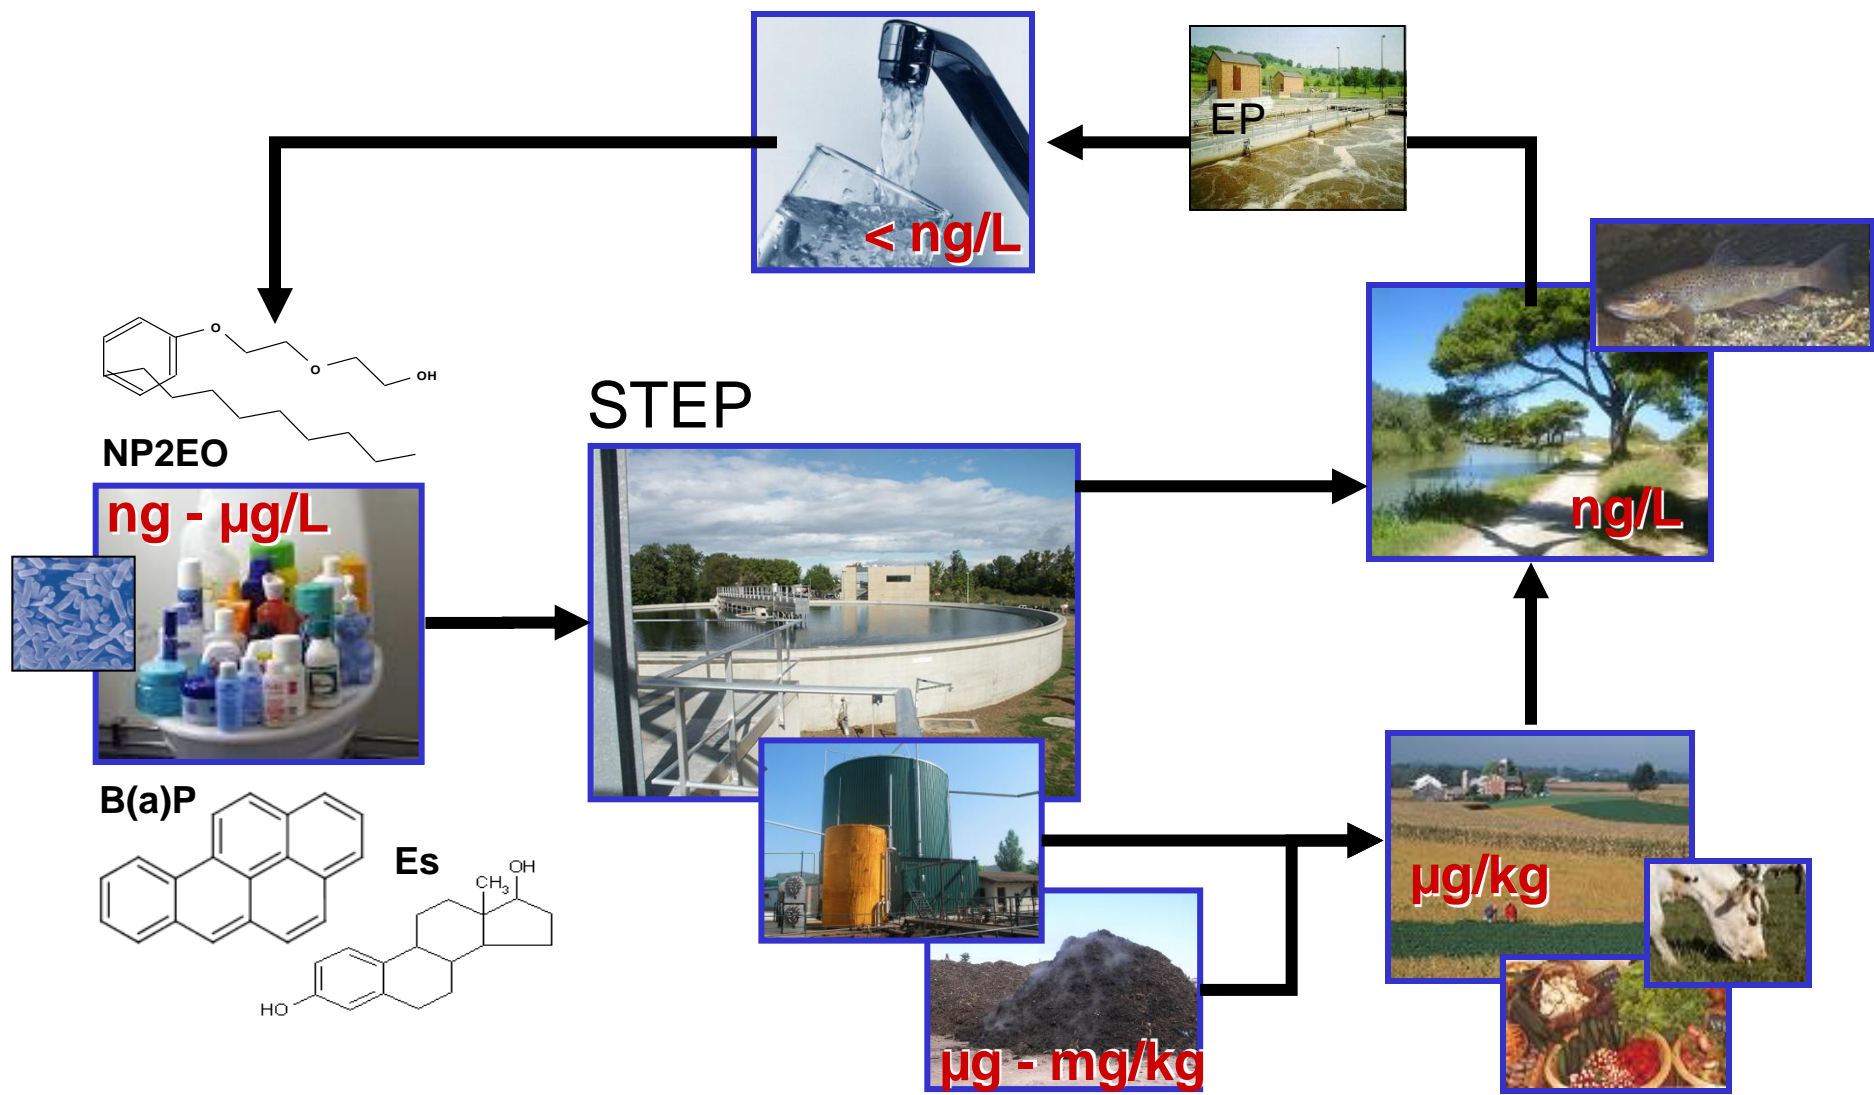 EP
< ng/L
O
O
OH
NP2EO
STEP
ng - µg/L
ng/L
B(a)P
Es
OH
CH3
HO
µg/kg
µg - mg/kg